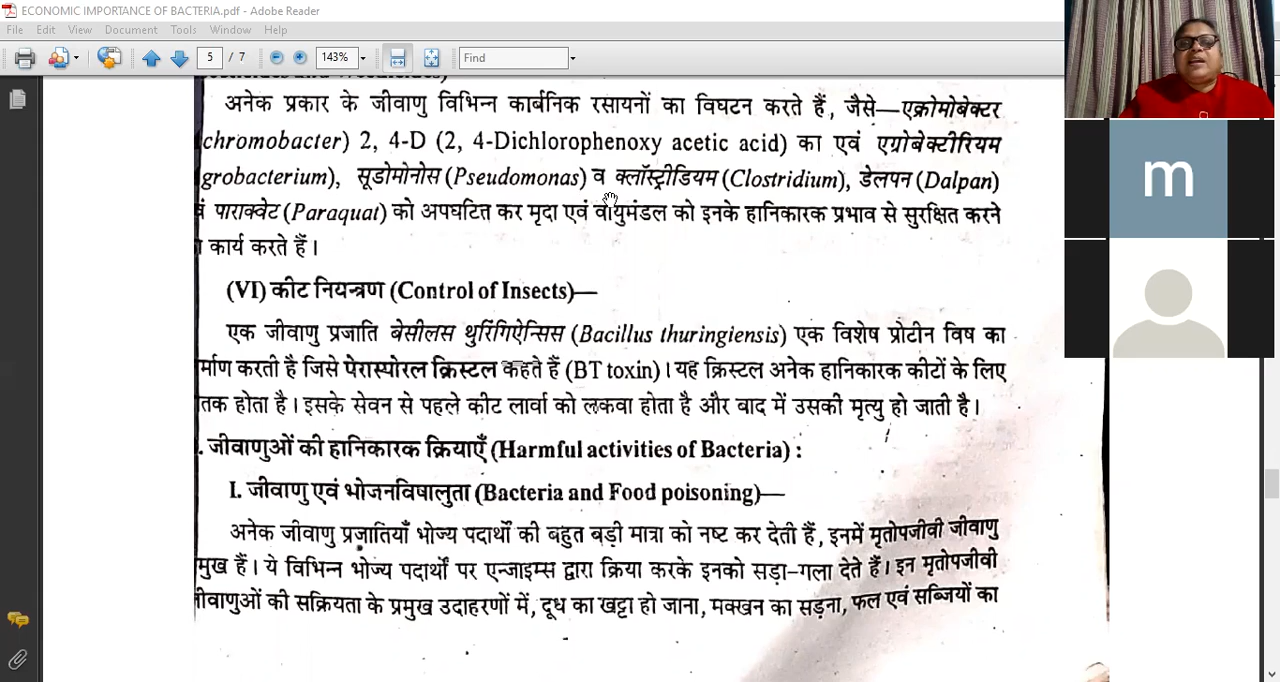 ECONOMIC IMPORTANCE OF BACTERIA.pdf - Adobe Reader
File Edit View Document Tools Window Help
5 / 7 143% Find
अनेक प्रकार के जीवाणु विभिन्न कार्बनिक रसायनों का विघटन करते हैं, जैसे—एक्रोमोबेक्टर
chromobacter) 2, 4-D (2, 4-Dichlorophenoxy acetic acid) का एवं एग्रोबेक्टीरियम
grobacterium), सूडोमोनोस (Pseudomonas) व क्लॉस्ट्रीडियम (Clostridium), डेलपन (Dalpan)
वं पाराक्वेट (Paraquat) को अपघटित कर मृदा एवं वायुमंडल को इनके हानिकारक प्रभाव से सुरक्षित करने
कार्य करते हैं।
(VI) कीट नियन्त्रण (Control of Insects)—
एक जीवाणु प्रजाति बेसीलस थुरिंगिऐन्सिस (Bacillus thuringiensis) एक विशेष प्रोटीन विष का
र्माण करती है जिसे पेरास्पोरल क्रिस्टल कहते हैं (BT toxin)। यह क्रिस्टल अनेक हानिकारक कीटों के लिए
तक होता है। इसके सेवन से पहले कीट लार्वा को लकवा होता है और बाद में उसकी मृत्यु हो जाती है।
. जीवाणुओं की हानिकारक क्रियाएँ (Harmful activities of Bacteria) :
I. जीवाणु एवं भोजनविषालुता (Bacteria and Food poisoning)—
अनेक जीवाणु प्रजातियाँ भोज्य पदार्थों की बहुत बड़ी मात्रा को नष्ट कर देती हैं, इनमें मृतोपजीवी जीवाणु
मुख हैं। ये विभिन्न भोज्य पदार्थों पर एन्जाइम्स द्वारा क्रिया करके इनको सड़ा-गला देते हैं। इन मृतोपजीवी
जीवाणुओं की सक्रियता के प्रमुख उदाहरणों में, दूध का खट्टा हो जाना, मक्खन का सड़ना, फल एवं सब्जियों का
m